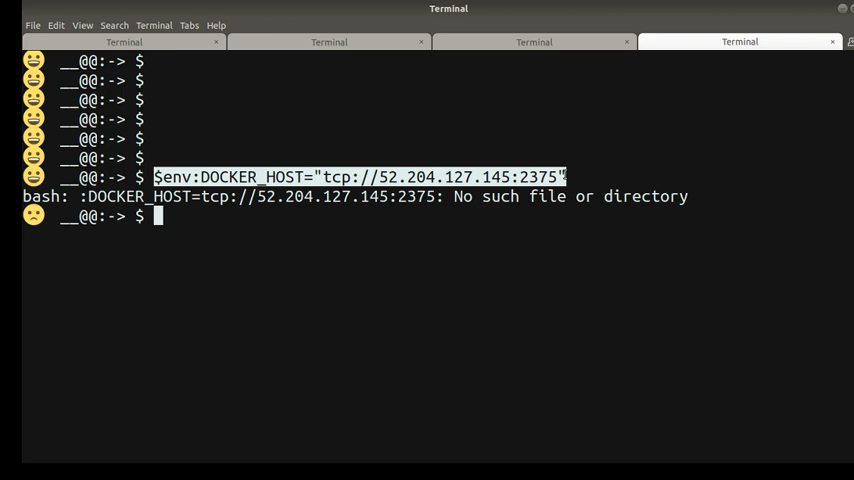 Terminal
File Edit View Search Terminal Tabs Help
Terminal × Terminal × Terminal × Terminal ×
__@@:-> $
__@@:-> $
__@@:-> $
__@@:-> $
__@@:-> $
__@@:-> $
__@@:-> $ $env:DOCKER_HOST="tcp://52.204.127.145:2375"
bash: :DOCKER_HOST=tcp://52.204.127.145:2375: No such file or directory
__@@:-> $